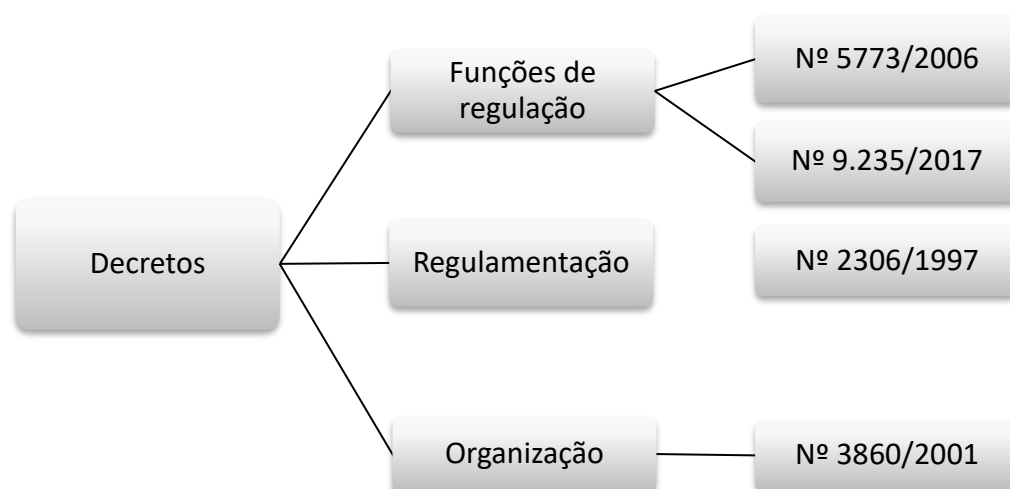 Decretos
Funções de
regulação
Nº 5773/2006
Nº 9.235/2017
Regulamentação
Nº 2306/1997
Organização
Nº 3860/2001